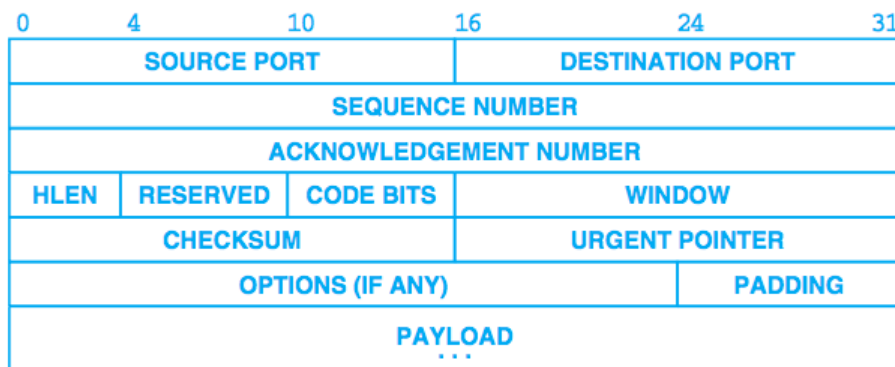 0 4 10 16 24 31
SOURCE PORT DESTINATION PORT
SEQUENCE NUMBER
ACKNOWLEDGEMENT NUMBER
HLEN RESERVED CODE BITS WINDOW
CHECKSUM URGENT POINTER
OPTIONS (IF ANY) PADDING
PAYLOAD
...